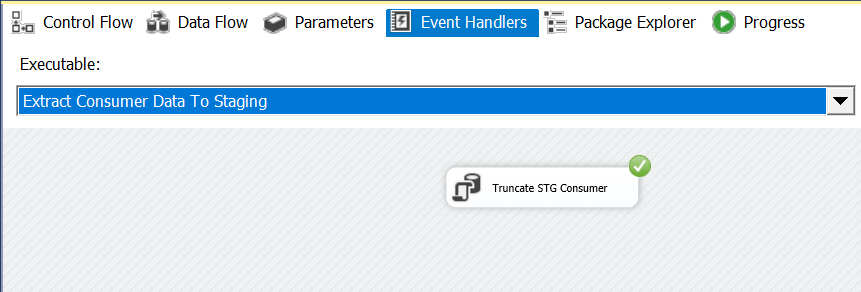 Control Flow Data Flow Parameters Event Handlers Package Explorer Progress
Executable:
Extract Consumer Data To Staging
Truncate STG Consumer